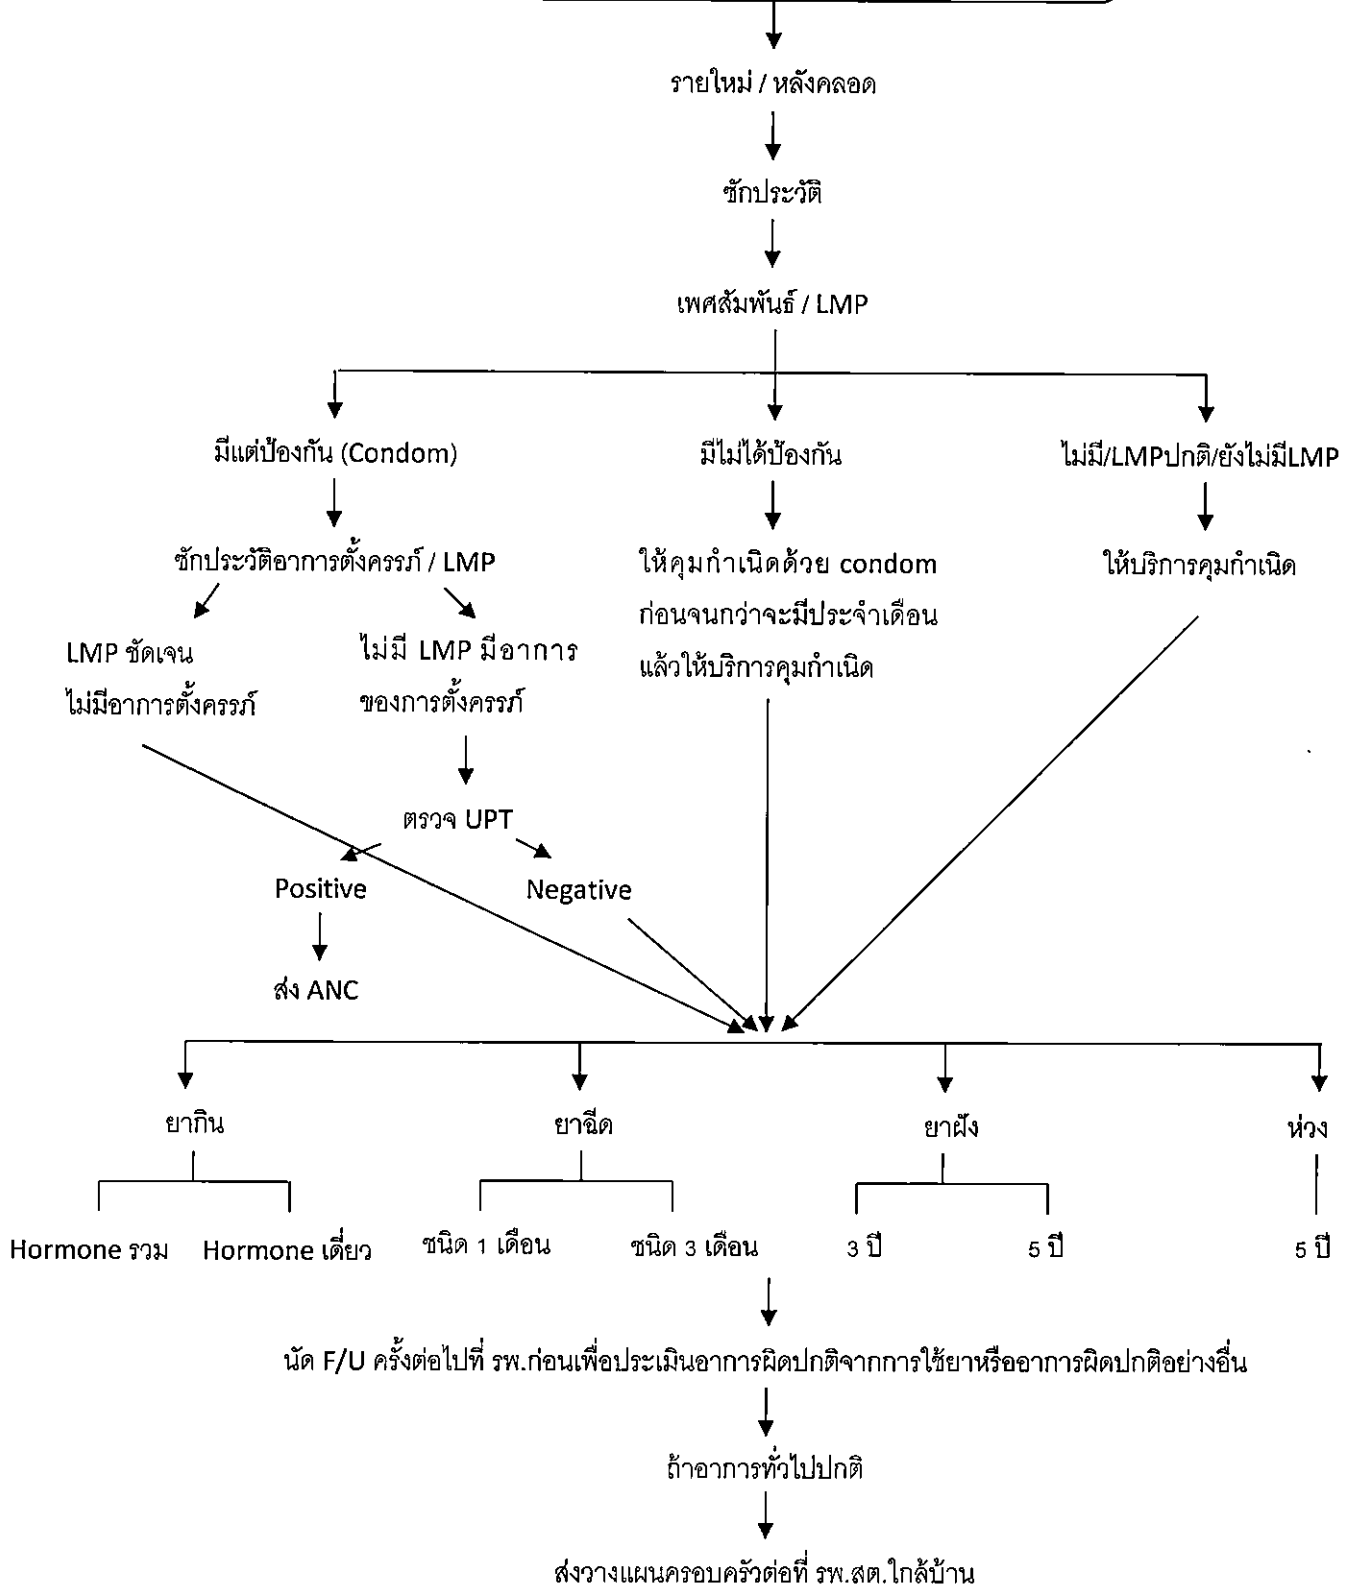 รายใหม่ / หลังคลอด
ซักประวัติ
เพศสัมพันธ์ / LMP
มีแต่ป้องกัน (Condom)
มีไม่ได้ป้องกัน
ไม่มี/LMPปกติ/ยังไม่มีLMP
ซักประวัติอาการตั้งครรภ์ / LMP
ให้คุมกำเนิดด้วย condom
ก่อนจนกว่าจะมีประจำเดือน
แล้วให้บริการคุมกำเนิด
ให้บริการคุมกำเนิด
LMP ชัดเจน
ไม่มีอาการตั้งครรภ์
ไม่มี LMP มีอาการ
ของการตั้งครรภ์
ตรวจ UPT
Positive
Negative
ส่ง ANC
ยากิน
ยาฉีด
ยาฝัง
ห่วง
Hormone รวม
Hormone เดี่ยว
ชนิด 1 เดือน
ชนิด 3 เดือน
3 ปี
5 ปี
5 ปี
นัด F/U ครั้งต่อไปที่ รพ.ก่อนเพื่อประเมินอาการผิดปกติจากการใช้ยาหรืออาการผิดปกติอย่างอื่น
ถ้าอาการทั่วไปปกติ
ส่งวางแผนครอบครัวต่อที่ รพ.สต.ใกล้บ้าน